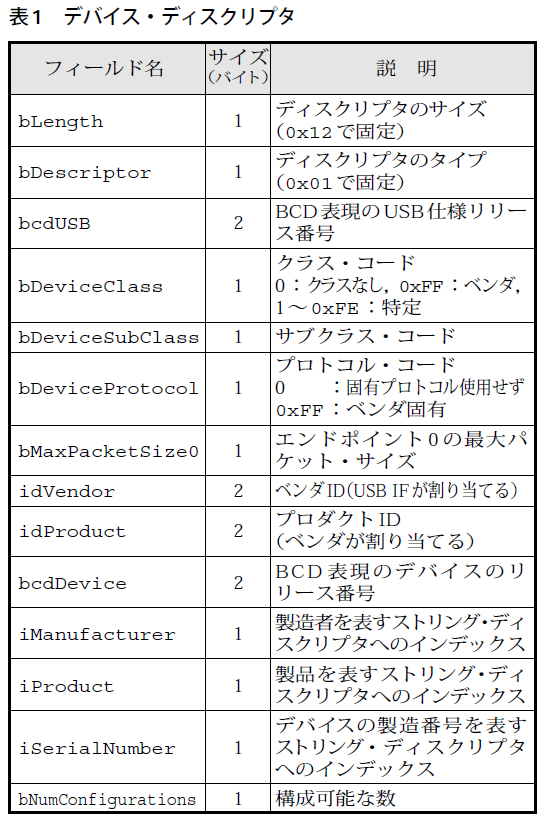 表1　デバイス・ディスクリプタ
フィールド名 サイズ（バイト） 説　明
bLength 1 ディスクリプタのサイズ
（0x12で固定）
bDescriptor 1 ディスクリプタのタイプ
（0x01で固定）
bcdUSB 2 BCD表現のUSB仕様リリー
ス番号
bDeviceClass 1 クラス・コード
0：クラスなし，0xFF：ベンダ，
1～0xFE：特定
bDeviceSubClass 1 サブクラス・コード
bDeviceProtocol 1 プロトコル・コード
0　　：固有プロトコル使用せず
0xFF：ベンダ固有
bMaxPacketSize0 1 エンドポイント0の最大パ
ケット・サイズ
idVendor 2 ベンダID（USB IFが割り当てる）
idProduct 2 プロダクトID
（ベンダが割り当てる）
bcdDevice 2 BCD表現のデバイスのリ
リース番号
iManufacturer 1 製造者を表すストリング・ディ
スクリプタへのインデックス
iProduct 1 製品を表すストリング・ディ
スクリプタへのインデックス
iSerialNumber 1 デバイスの製造番号を表す
ストリング・ディスクリプタ
へのインデックス
bNumConfigurations 1 構成可能な数